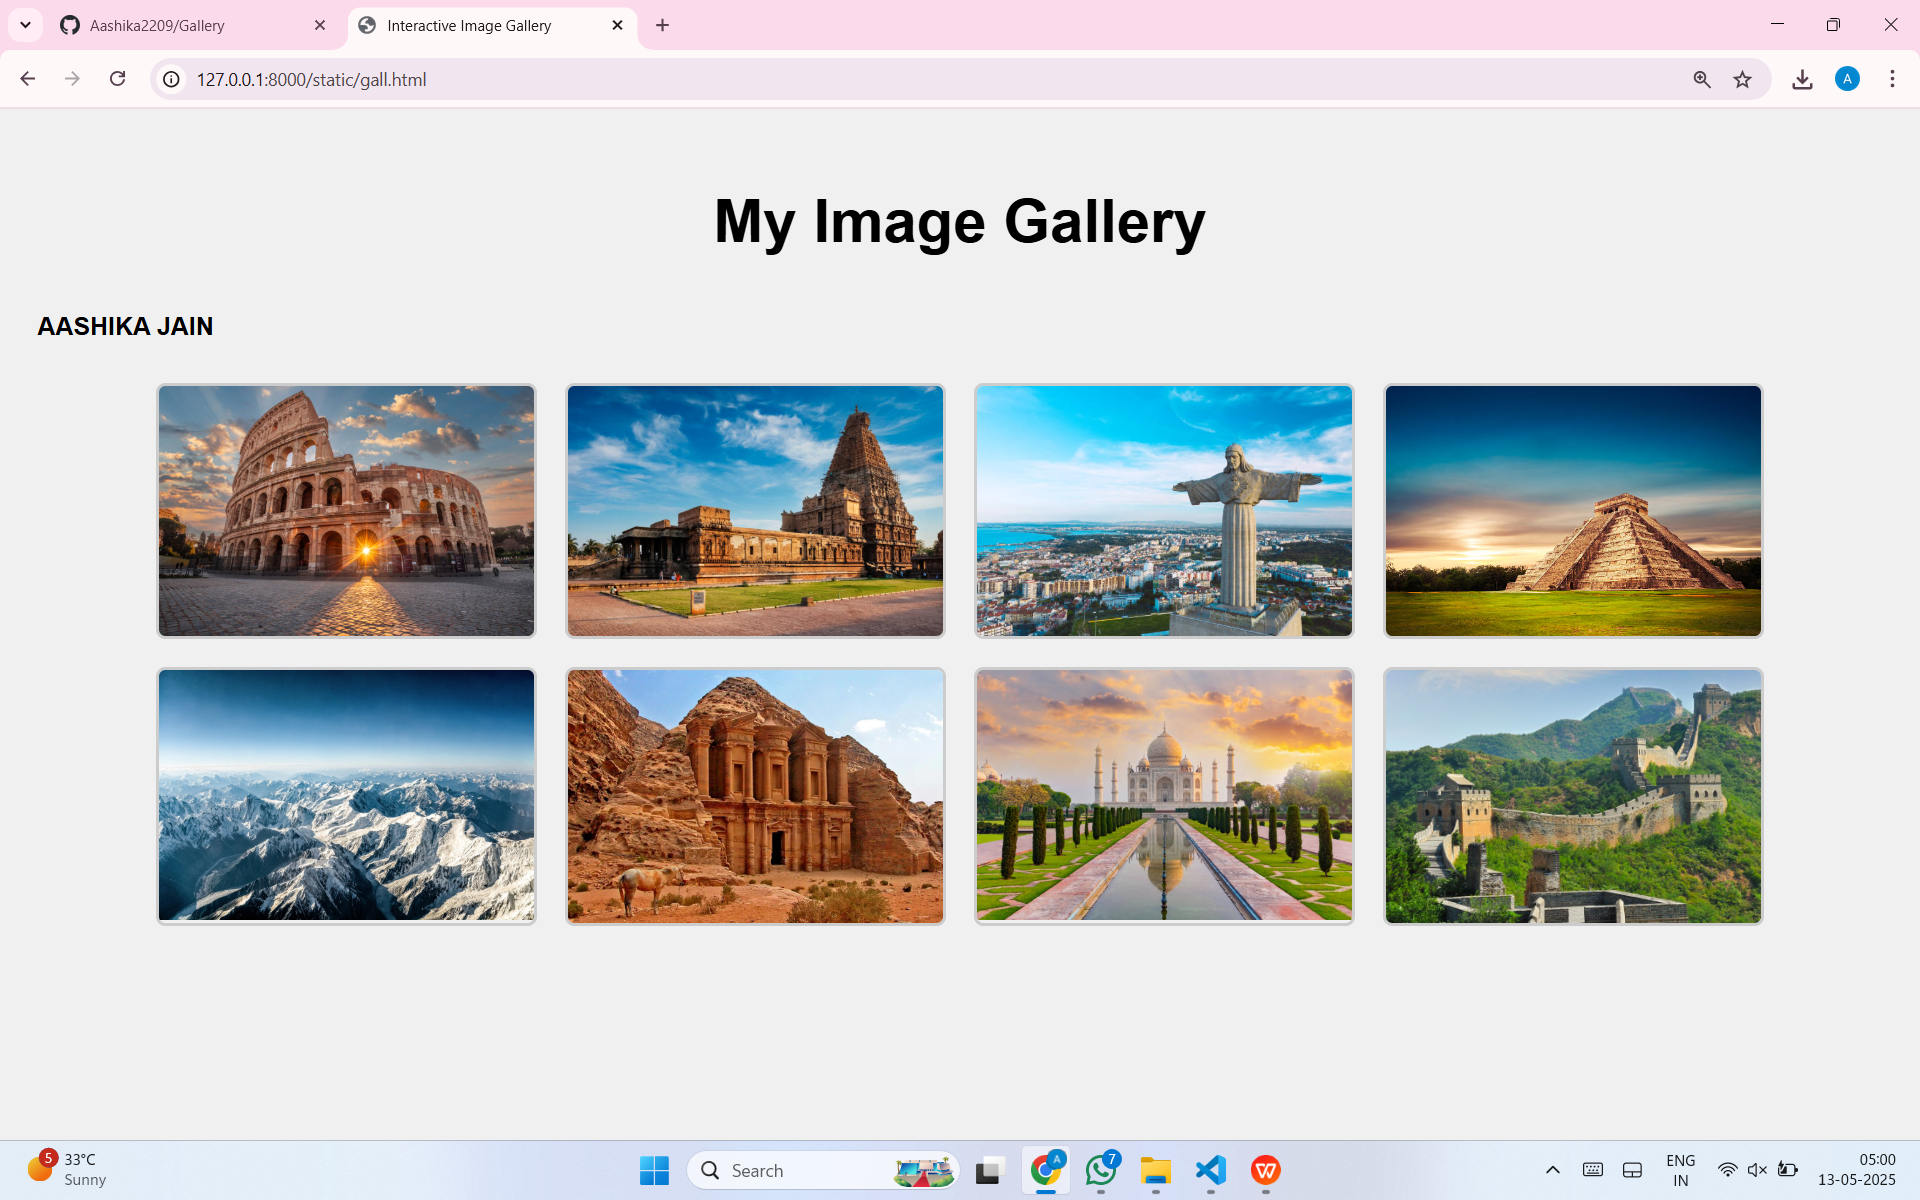 Aashika2209/Gallery
Interactive Image Gallery
127.0.0.1:8000/static/gall.html
A
My Image Gallery
AASHIKA JAIN
5
33°C
Sunny
Search
A
7
W
ENG
IN
05:00
13-05-2025